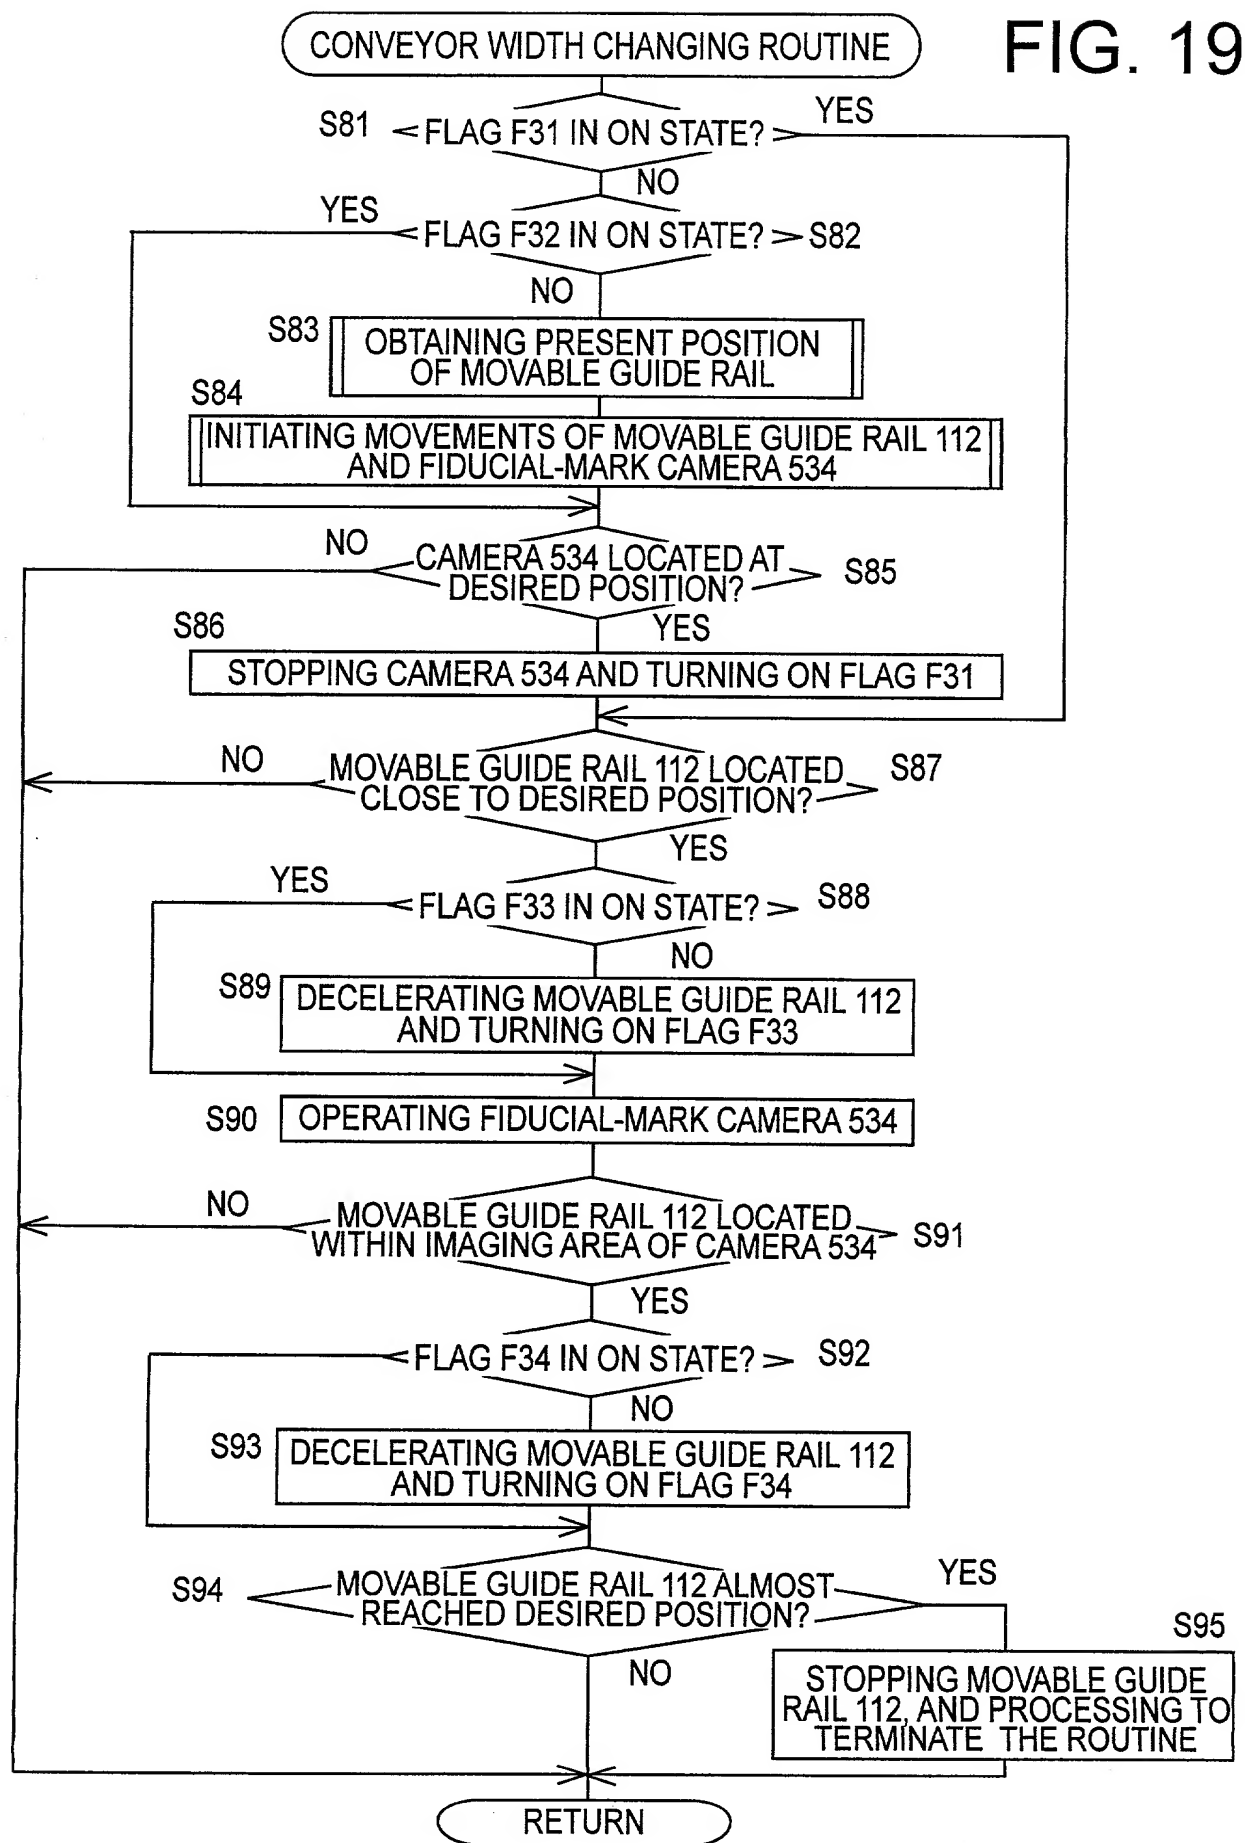 CONVEYOR WIDTH CHANGING ROUTINE
FIG. 19
S81
FLAG F31 IN ON STATE?
YES
NO
YES
FLAG F32 IN ON STATE?
S82
NO
S83
OBTAINING PRESENT POSITION
OF MOVABLE GUIDE RAIL
S84
INITIATING MOVEMENTS OF MOVABLE GUIDE RAIL 112
AND FIDUCIAL-MARK CAMERA 534
NO
CAMERA 534 LOCATED AT
DESIRED POSITION?
S85
YES
S86
STOPPING CAMERA 534 AND TURNING ON FLAG F31
NO
MOVABLE GUIDE RAIL 112 LOCATED
CLOSE TO DESIRED POSITION?
S87
YES
YES
FLAG F33 IN ON STATE?
S88
NO
S89
DECELERATING MOVABLE GUIDE RAIL 112
AND TURNING ON FLAG F33
S90
OPERATING FIDUCIAL-MARK CAMERA 534
NO
MOVABLE GUIDE RAIL 112 LOCATED
WITHIN IMAGING AREA OF CAMERA 534
S91
YES
FLAG F34 IN ON STATE?
S92
NO
S93
DECELERATING MOVABLE GUIDE RAIL 112
AND TURNING ON FLAG F34
S94
MOVABLE GUIDE RAIL 112 ALMOST
REACHED DESIRED POSITION?
YES
NO
S95
STOPPING MOVABLE GUIDE
RAIL 112, AND PROCESSING TO
TERMINATE THE ROUTINE
RETURN